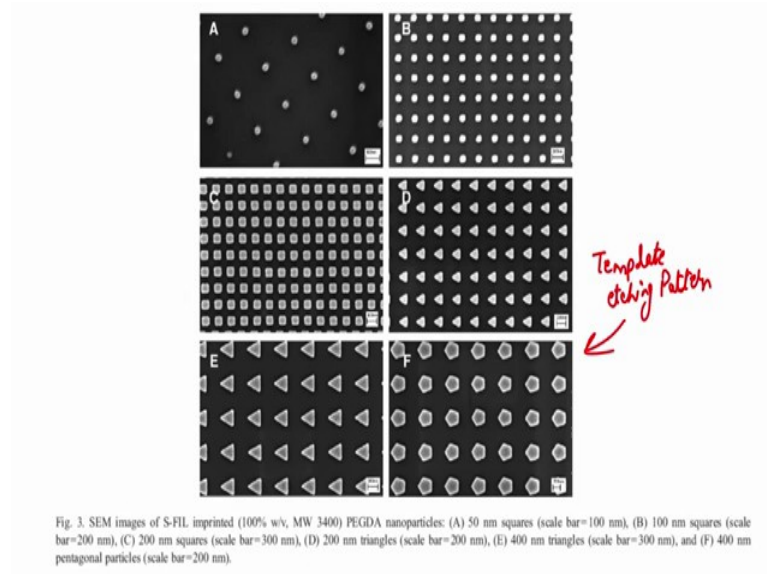 A
B
C
D
E
F
Template
etching Pattern
Fig. 3. SEM images of S-FIL imprinted (100% w/v, MW 3400) PEGDA nanoparticles: (A) 50 nm squares (scale bar=100 nm), (B) 100 nm squares (scale
bar=200 nm), (C) 200 nm squares (scale bar=300 nm), (D) 200 nm triangles (scale bar=200 nm), (E) 400 nm triangles (scale bar=300 nm), and (F) 400 nm
pentagonal particles (scale bar=200 nm).